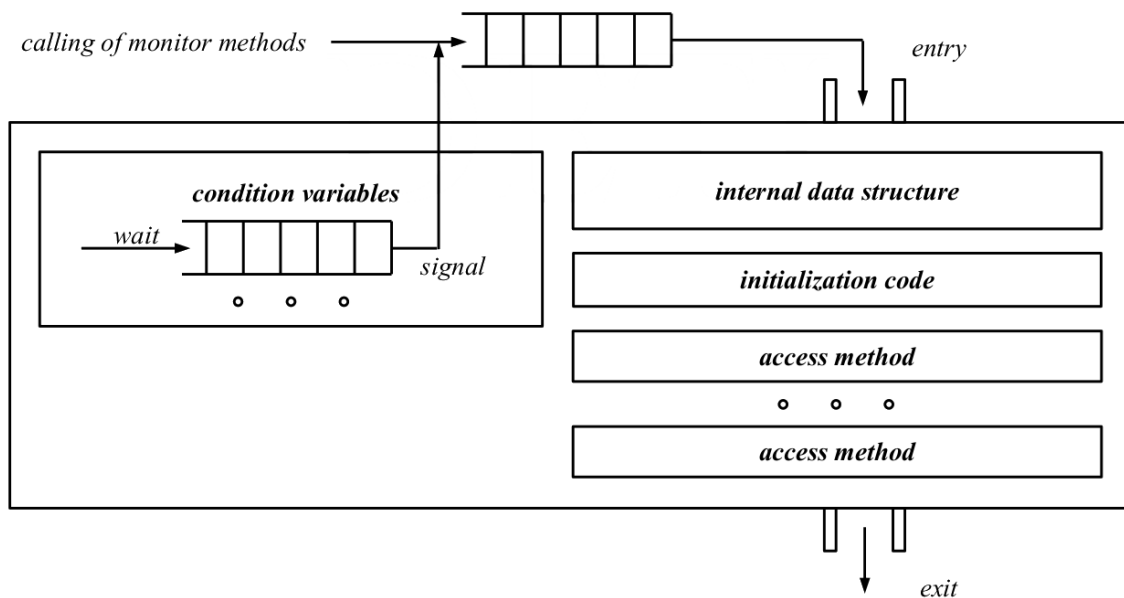 calling of monitor methods
entry
condition variables
wait
signal
internal data structure
initialization code
access method
access method
exit